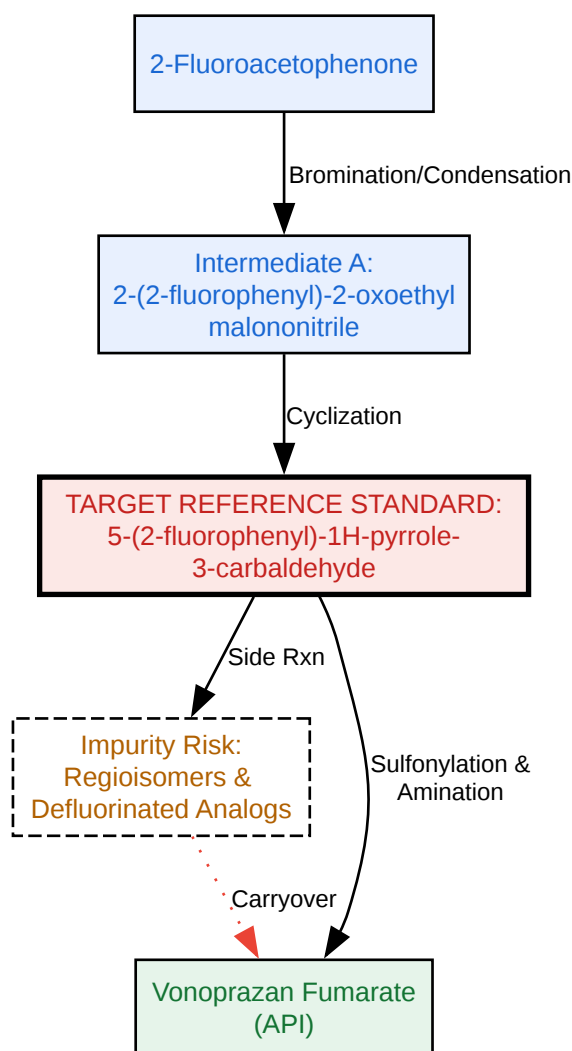 2-Fluoroacetophenone
Bromination/Condensation
Intermediate A:
2-(2-fluorophenyl)-2-oxoethyl
malononitrile
Cyclization
TARGET REFERENCE STANDARD:
5-(2-fluorophenyl)-1H-pyrrole-
3-carbaldehyde
Side Rxn
Impurity Risk:
Regioisomers &
Defluorinated Analogs
Sulfonylation &
Amination
Carryover
Vonoprazan Fumarate
(API)